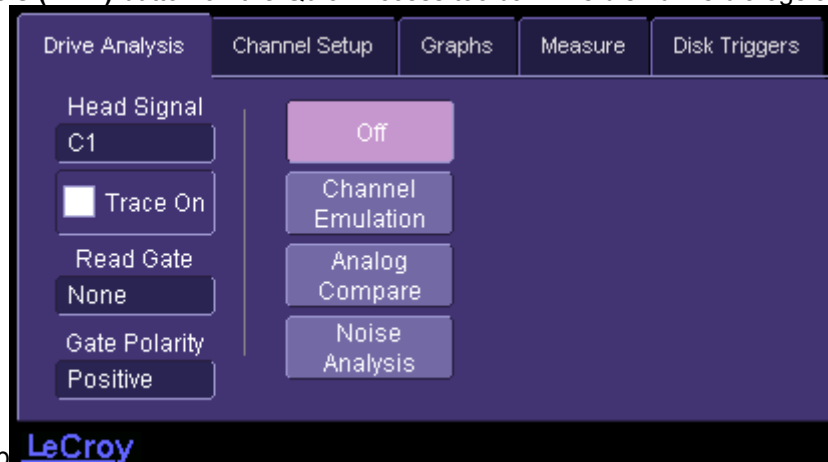 Drive Analysis
Channel Setup
Graphs
Measure
Disk Triggers
Head Signal
C1
Trace On
Read Gate
None
Gate Polarity
Positive
Off
Channel
Emulation
Analog
Compare
Noise
Analysis
LeCroy